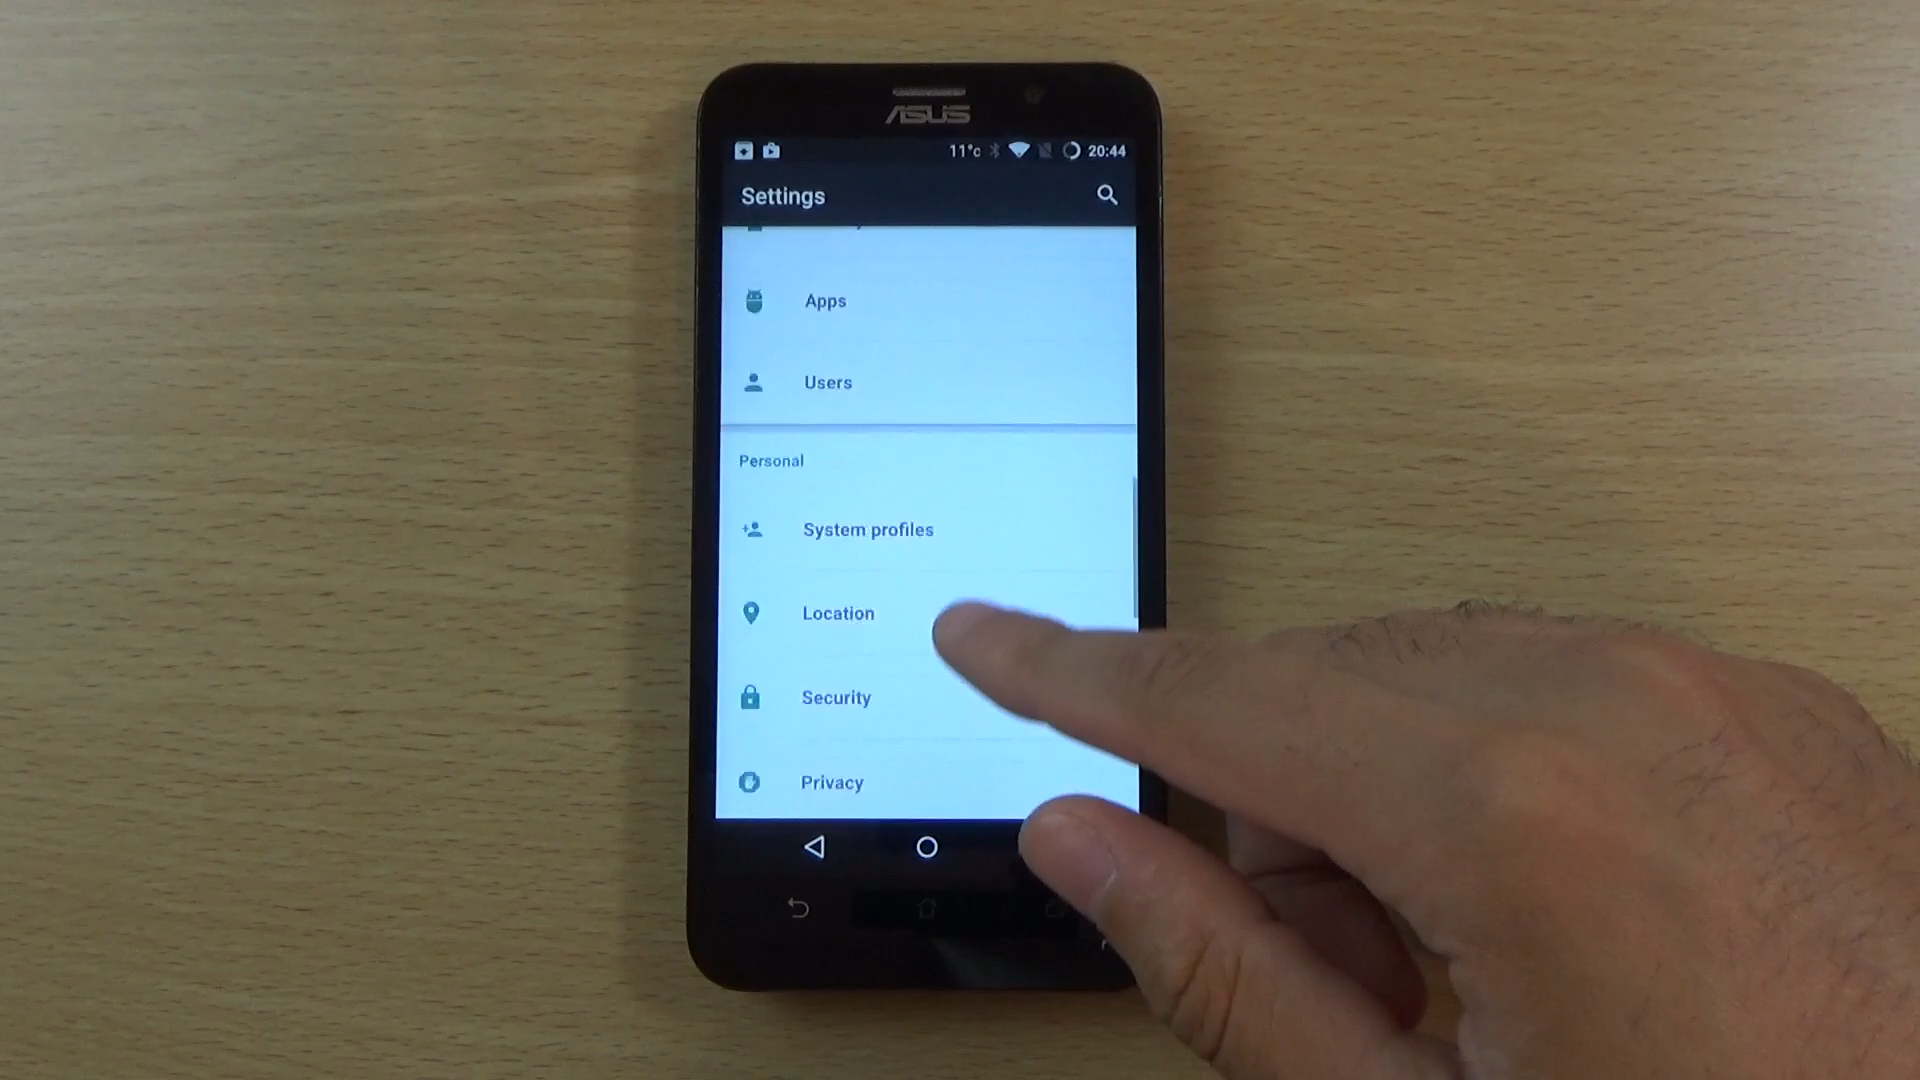 ASUS
11°c 20:44
Settings
Apps
Users
Personal
System profiles
Location
Security
Privacy